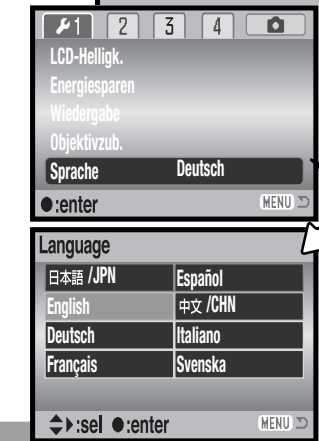 1 2 3 4
LCD-Helligk.
Energiesparen
Wiedergabe
Objektivzub.
Sprache Deutsch
:enter MENU
Language
日本語 /JPN Español
English 中文 /CHN
Deutsch Italiano
Français Svenska
:sel :enter MENU